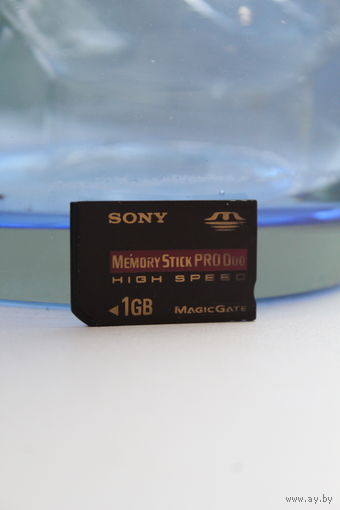 SONY
MEMORY STICK PRO DUO
HIGH SPEED
1GB MAGICGATE
www.ay.by